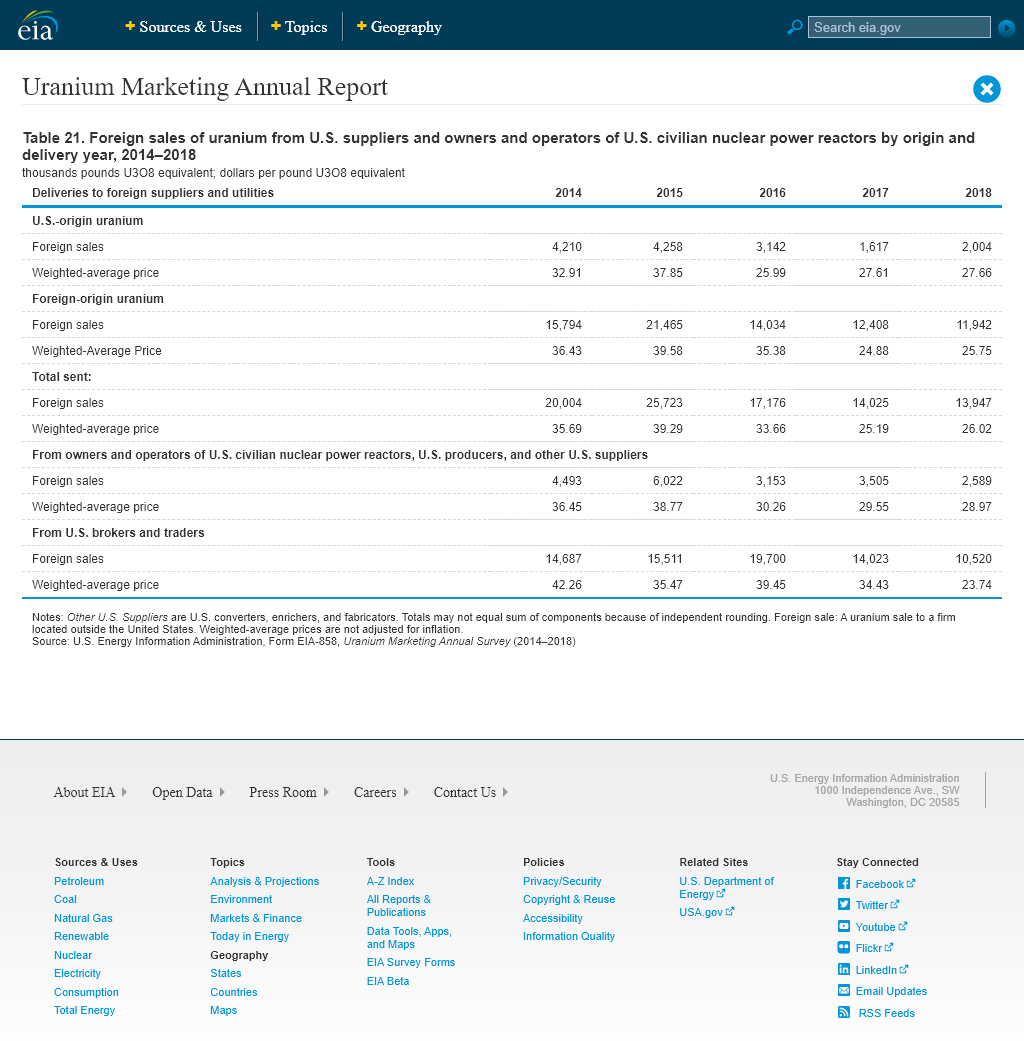 eia
Sources & Uses
Topics
Geography
Search eia.gov
Uranium Marketing Annual Report
Table 21. Foreign sales of uranium from U.S. suppliers and owners and operators of U.S. civilian nuclear power reactors by origin and
delivery year, 2014–2018
thousands pounds U3O8 equivalent; dollars per pound U3O8 equivalent
Deliveries to foreign suppliers and utilities 2014 2015 2016 2017 2018
U.S.-origin uranium
Foreign sales 4,210 4,258 3,142 1,617 2,004
Weighted-average price 32.91 37.85 25.99 27.61 27.66
Foreign-origin uranium
Foreign sales 15,794 21,465 14,034 12,408 11,942
Weighted-Average Price 36.43 39.58 35.38 24.88 25.75
Total sent:
Foreign sales 20,004 25,723 17,176 14,025 13,947
Weighted-average price 35.69 39.29 33.66 25.19 26.02
From owners and operators of U.S. civilian nuclear power reactors, U.S. producers, and other U.S. suppliers
Foreign sales 4,493 6,022 3,153 3,505 2,589
Weighted-average price 36.45 38.77 30.26 29.55 28.97
From U.S. brokers and traders
Foreign sales 14,687 15,511 19,700 14,023 10,520
Weighted-average price 42.26 35.47 39.45 34.43 23.74
Notes: Other U.S. Suppliers are U.S. converters, enrichers, and fabricators. Totals may not equal sum of components because of independent rounding. Foreign sale: A uranium sale to a firm
located outside the United States. Weighted-average prices are not adjusted for inflation.
Source: U.S. Energy Information Administration, Form EIA-858, Uranium Marketing Annual Survey (2014–2018)
About EIA
Open Data
Press Room
Careers
Contact Us
U.S. Energy Information Administration
1000 Independence Ave., SW
Washington, DC 20585
Sources & Uses
Petroleum
Coal
Natural Gas
Renewable
Nuclear
Electricity
Consumption
Total Energy
Topics
Analysis & Projections
Environment
Markets & Finance
Today in Energy
Geography
States
Countries
Maps
Tools
A-Z Index
All Reports &
Publications
Data Tools, Apps,
and Maps
EIA Survey Forms
EIA Beta
Policies
Privacy/Security
Copyright & Reuse
Accessibility
Information Quality
Related Sites
U.S. Department of
Energy
USA.gov
Stay Connected
Facebook
Twitter
Youtube
Flickr
LinkedIn
Email Updates
RSS Feeds